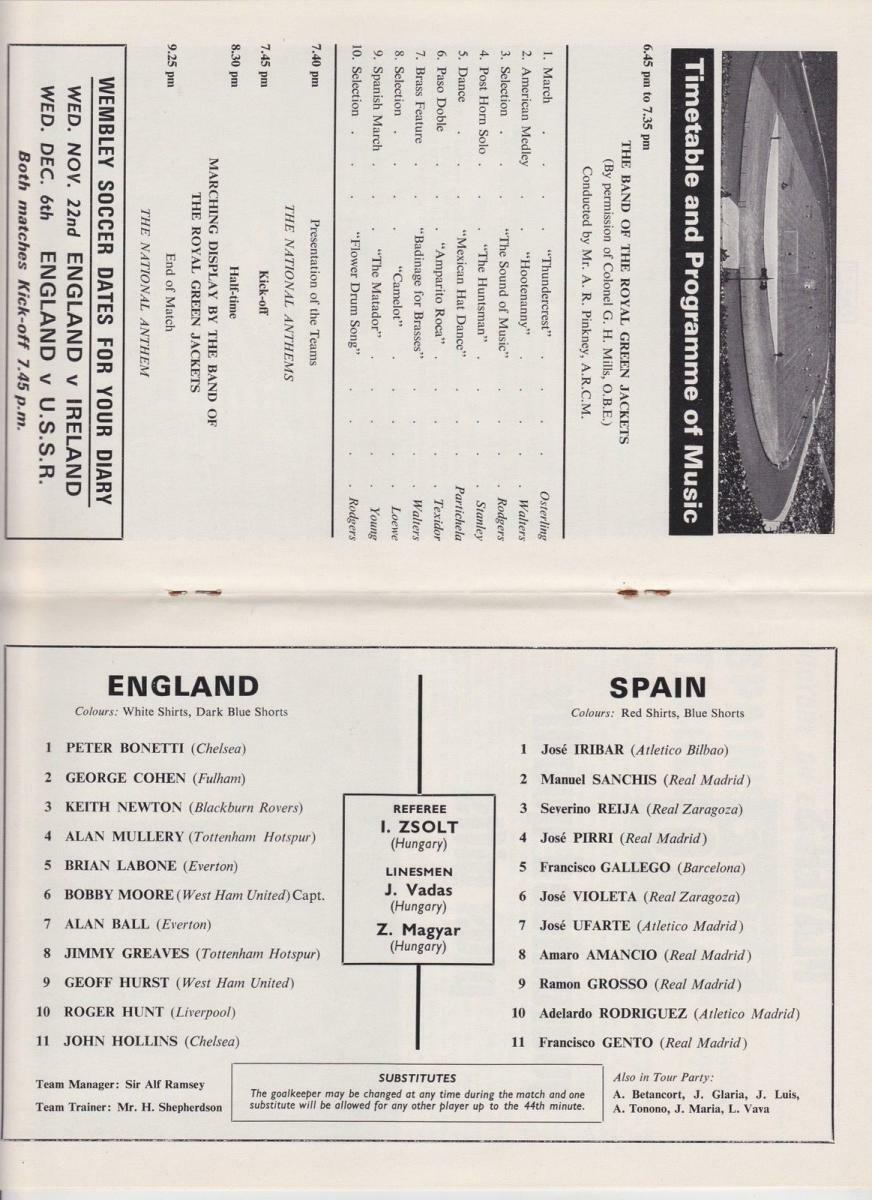 Timetable and Programme of Music
6.45 pm to 7.35 pm
THE BAND OF THE ROYAL GREEN JACKETS
(By permission of Colonel G. H. Mills, O.B.E.)
Conducted by Mr. A. R. Pinkney, A.R.C.M.
1. March . . . "Thundercrest" . . . . Osterling
2. American Medley . "Hootenanny" . . . . Walters
3. Selection . . . "The Sound of Music" . . . Rodgers
4. Post Horn Solo . . "The Huntsman" . . . . Stanley
5. Dance . . . "Mexican Hat Dance" . . . Partichela
6. Paso Doble . . "Amparito Roca" . . . . Texidor
7. Brass Feature . . "Badinage for Brasses" . . . Walters
8. Selection . . . "Camelot" . . . . Loewe
9. Spanish March . . "The Matador" . . . . Young
10. Selection . . . "Flower Drum Song" . . . Rodgers
7.40 pm Presentation of the Teams
THE NATIONAL ANTHEMS
7.45 pm Kick-off
8.30 pm Half-time
MARCHING DISPLAY BY THE BAND OF
THE ROYAL GREEN JACKETS
9.25 pm End of Match
THE NATIONAL ANTHEM
WEMBLEY SOCCER DATES FOR YOUR DIARY
WED. NOV. 22nd ENGLAND v IRELAND
WED. DEC. 6th ENGLAND v U.S.S.R.
Both matches Kick-off 7.45 p.m.
ENGLAND
Colours: White Shirts, Dark Blue Shorts
1 PETER BONETTI (Chelsea)
2 GEORGE COHEN (Fulham)
3 KEITH NEWTON (Blackburn Rovers)
4 ALAN MULLERY (Tottenham Hotspur)
5 BRIAN LABONE (Everton)
6 BOBBY MOORE (West Ham United) Capt.
7 ALAN BALL (Everton)
8 JIMMY GREAVES (Tottenham Hotspur)
9 GEOFF HURST (West Ham United)
10 ROGER HUNT (Liverpool)
11 JOHN HOLLINS (Chelsea)
Team Manager: Sir Alf Ramsey
Team Trainer: Mr. H. Shepherdson
REFEREE
I. ZSOLT
(Hungary)
LINESMEN
J. Vadas
(Hungary)
Z. Magyar
(Hungary)
SUBSTITUTES
The goalkeeper may be changed at any time during the match and one
substitute will be allowed for any other player up to the 44th minute.
SPAIN
Colours: Red Shirts, Blue Shorts
1 José IRIBAR (Atletico Bilbao)
2 Manuel SANCHIS (Real Madrid)
3 Severino REIJA (Real Zaragoza)
4 José PIRRI (Real Madrid)
5 Francisco GALLEGO (Barcelona)
6 José VIOLETA (Real Zaragoza)
7 José UFARTE (Atletico Madrid)
8 Amaro AMANCIO (Real Madrid)
9 Ramon GROSSO (Real Madrid)
10 Adelardo RODRIGUEZ (Atletico Madrid)
11 Francisco GENTO (Real Madrid)
Also in Tour Party:
A. Betancort, J. Glaria, J. Luis,
A. Tonono, J. Maria, L. Vava